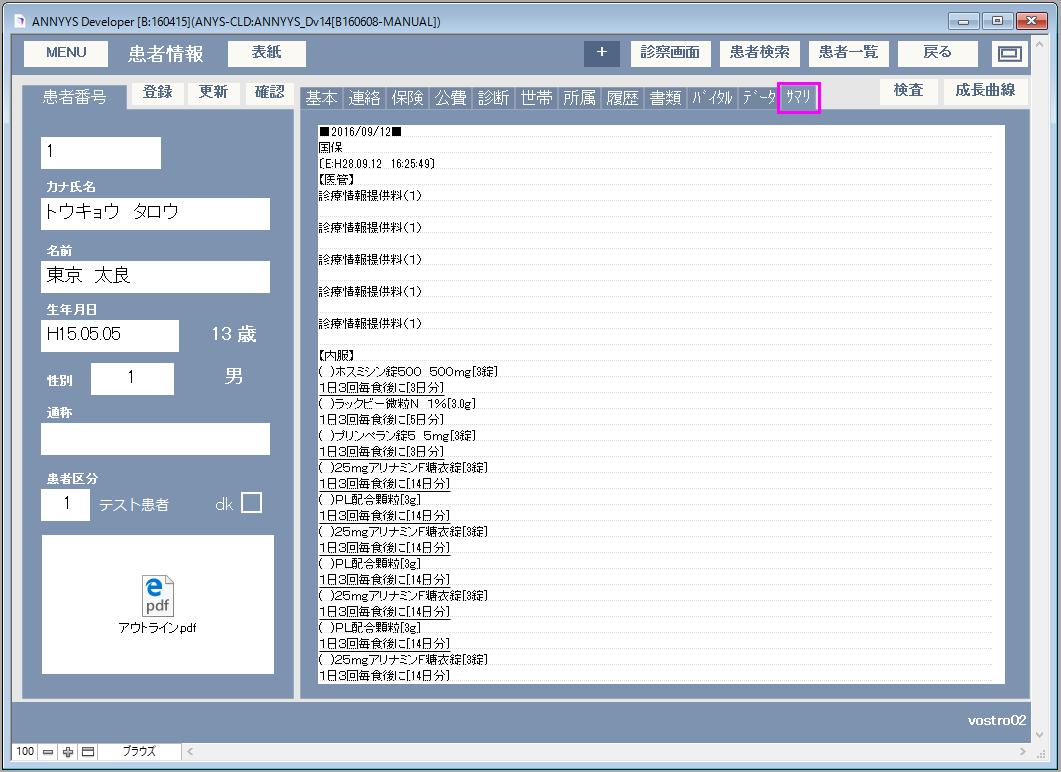 ANNYYS Developer [B:160415](ANYS-CLD:ANNYYS_Dv14[B160608-MANUAL])
MENU 患者情報 表紙 + 診察画面 患者検索 患者一覧 戻る
患者番号 登録 更新 確認 基本 連絡 保険 公費 診断 世帯 所属 履歴 書類 ﾊﾞｲﾀﾙ ﾃﾞｰﾀ ｻﾏﾘ 検査 成長曲線
1
カナ氏名
トウキョウ　タロウ
名前
東京　太良
生年月日
H15.05.05 13 歳
性別 1 男
通称
患者区分
1 テスト患者 dk
pdf
アウトライン.pdf
■2016/09/12■
国保
[E:H28.09.12　16:25:49]
【医管】
診療情報提供料(1)
診療情報提供料(1)
診療情報提供料(1)
診療情報提供料(1)
診療情報提供料(1)
【内服】
( )ホスミシン錠500　500mg[3錠]
1日3回毎食後に[3日分]
( )ラックビー微粒N　1%[3.0g]
1日3回毎食後に[5日分]
( )プリンペラン錠5　5mg[3錠]
1日3回毎食後に[3日分]
( )25mgアリナミンF糖衣錠[3錠]
1日3回毎食後に[14日分]
( )PL配合顆粒[3g]
1日3回毎食後に[14日分]
( )25mgアリナミンF糖衣錠[3錠]
1日3回毎食後に[14日分]
( )PL配合顆粒[3g]
1日3回毎食後に[14日分]
( )25mgアリナミンF糖衣錠[3錠]
1日3回毎食後に[14日分]
( )PL配合顆粒[3g]
1日3回毎食後に[14日分]
( )25mgアリナミンF糖衣錠[3錠]
1日3回毎食後に[14日分]
vostro02
100 ブラウズ